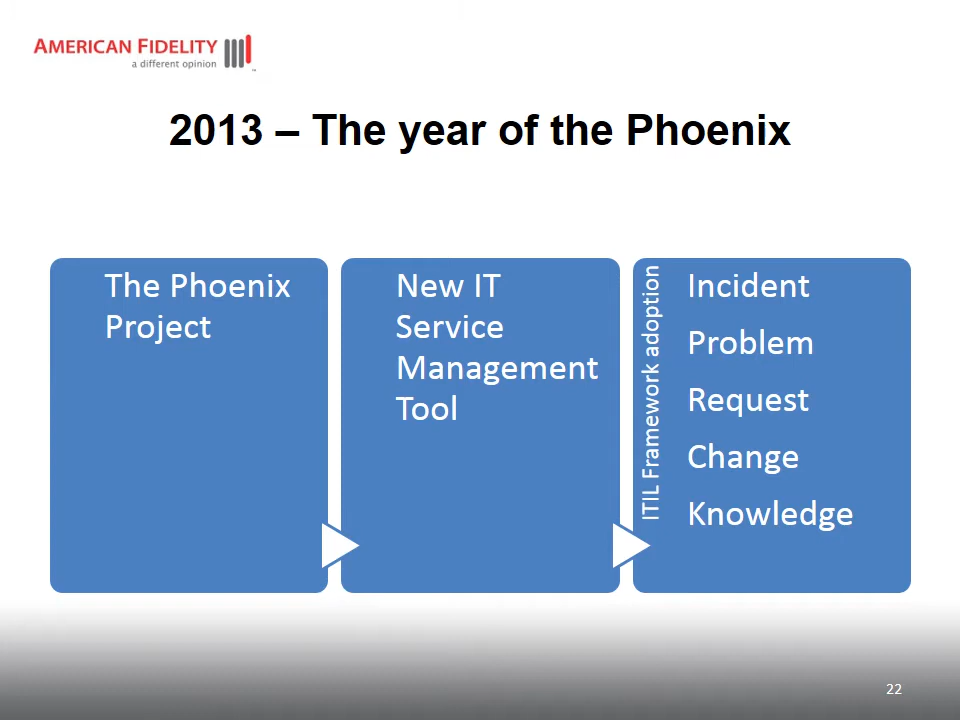 AMERICAN FIDELITY
a different opinion
™
2013 – The year of the Phoenix
The Phoenix
Project
New IT
Service
Management
Tool
ITIL Framework adoption
Incident
Problem
Request
Change
Knowledge
22